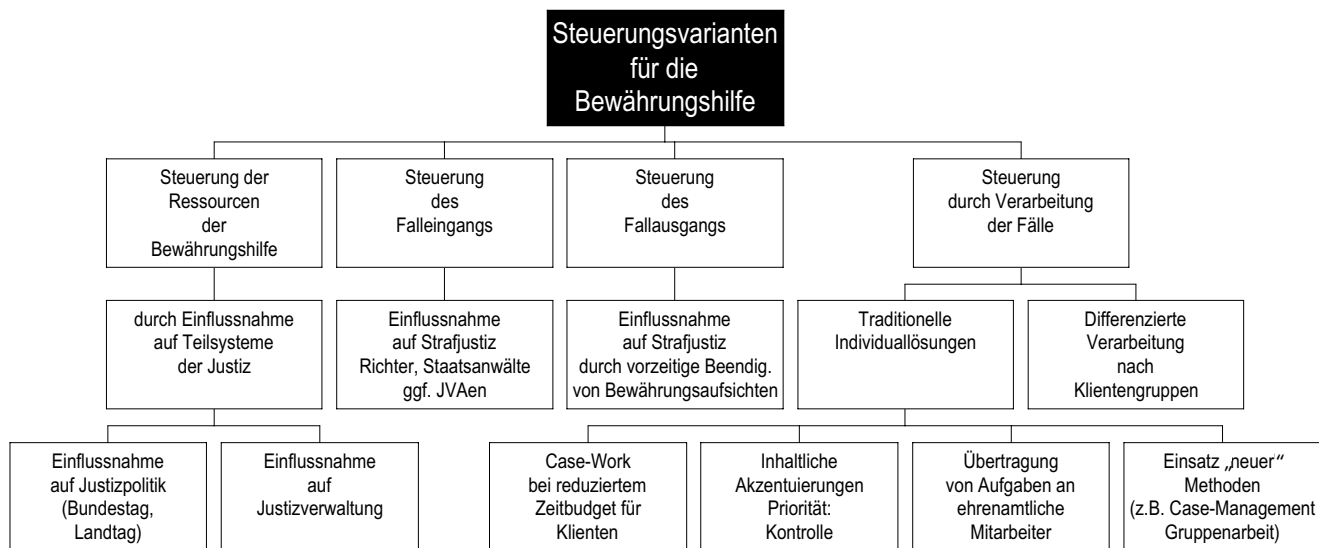 Steuerungsvarianten
für die
Bewährungshilfe
Steuerung der
Ressourcen
der
Bewährungshilfe
Steuerung
des
Falleingangs
Steuerung
des
Fallausgangs
Steuerung
durch Verarbeitung
der Fälle
durch Einflussnahme
auf Teilsysteme
der Justiz
Einflussnahme
auf Strafjustiz
Richter, Staatsanwälte
ggf. JVAen
Einflussnahme
auf Strafjustiz
durch vorzeitige Beendig.
von Bewährungsaufsichten
Traditionelle
Individuallösungen
Differenzierte
Verarbeitung
nach
Klientengruppen
Einflussnahme
auf Justizpolitik
(Bundestag,
Landtag)
Einflussnahme
auf
Justizverwaltung
Case-Work
bei reduziertem
Zeitbudget für
Klienten
Inhaltliche
Akzentuierungen
Priorität:
Kontrolle
Übertragung
von Aufgaben an
ehrenamtliche
Mitarbeiter
Einsatz „neuer“
Methoden
(z.B. Case-Management
Gruppenarbeit)